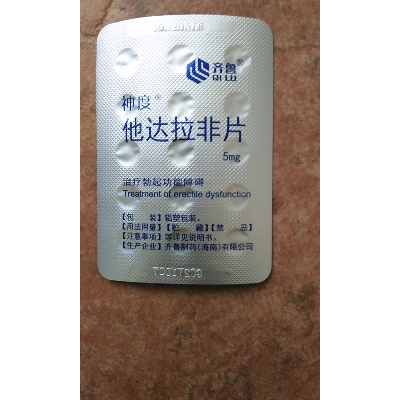 齐鲁®
QILU
神度®
他达拉非片
5mg
治疗勃起功能障碍
Treatment of erectile dysfunction
【包 装】铝塑包装。
【用法用量】【贮 藏】【禁 忌】
【注意事项】等详见说明书。
【生产企业】齐鲁制药(海南)有限公司